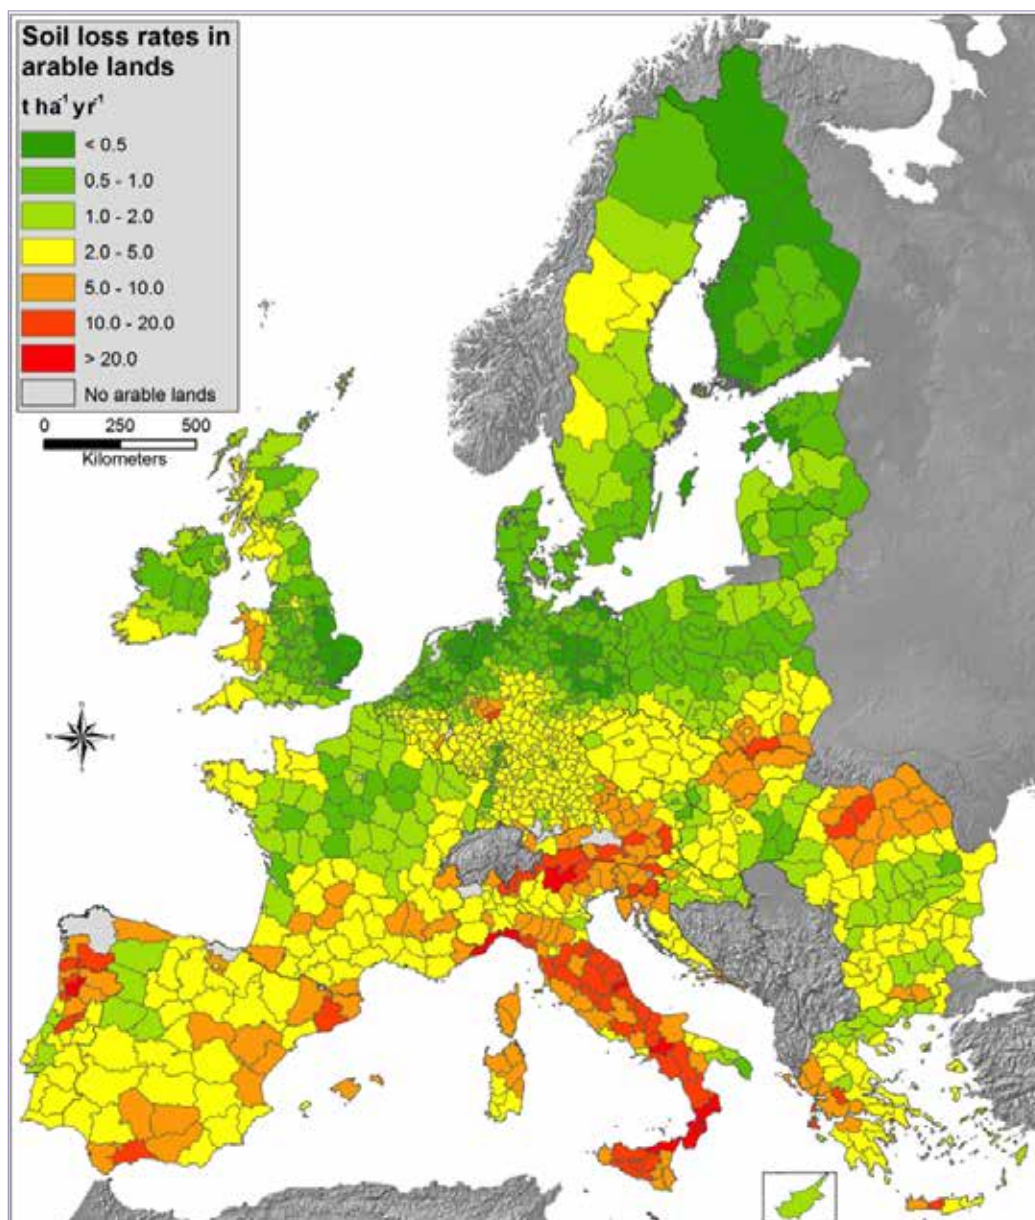 Soil loss rates in
arable lands
t ha⁻¹ yr⁻¹
< 0.5
0.5 - 1.0
1.0 - 2.0
2.0 - 5.0
5.0 - 10.0
10.0 - 20.0
> 20.0
No arable lands
0 250 500
Kilometers